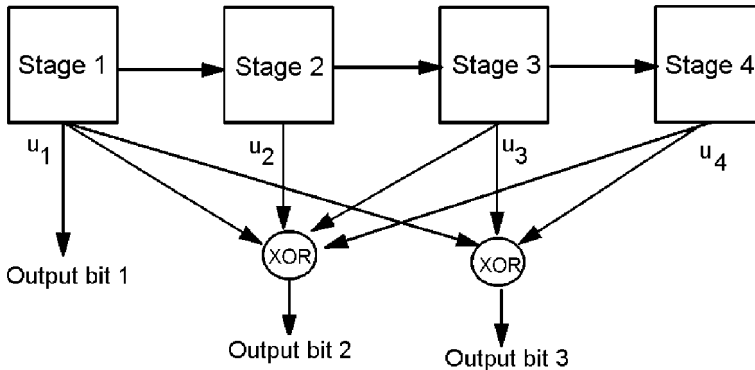 Stage 1
Stage 2
Stage 3
Stage 4
u1
u2
u3
u4
XOR
XOR
Output bit 1
Output bit 2
Output bit 3